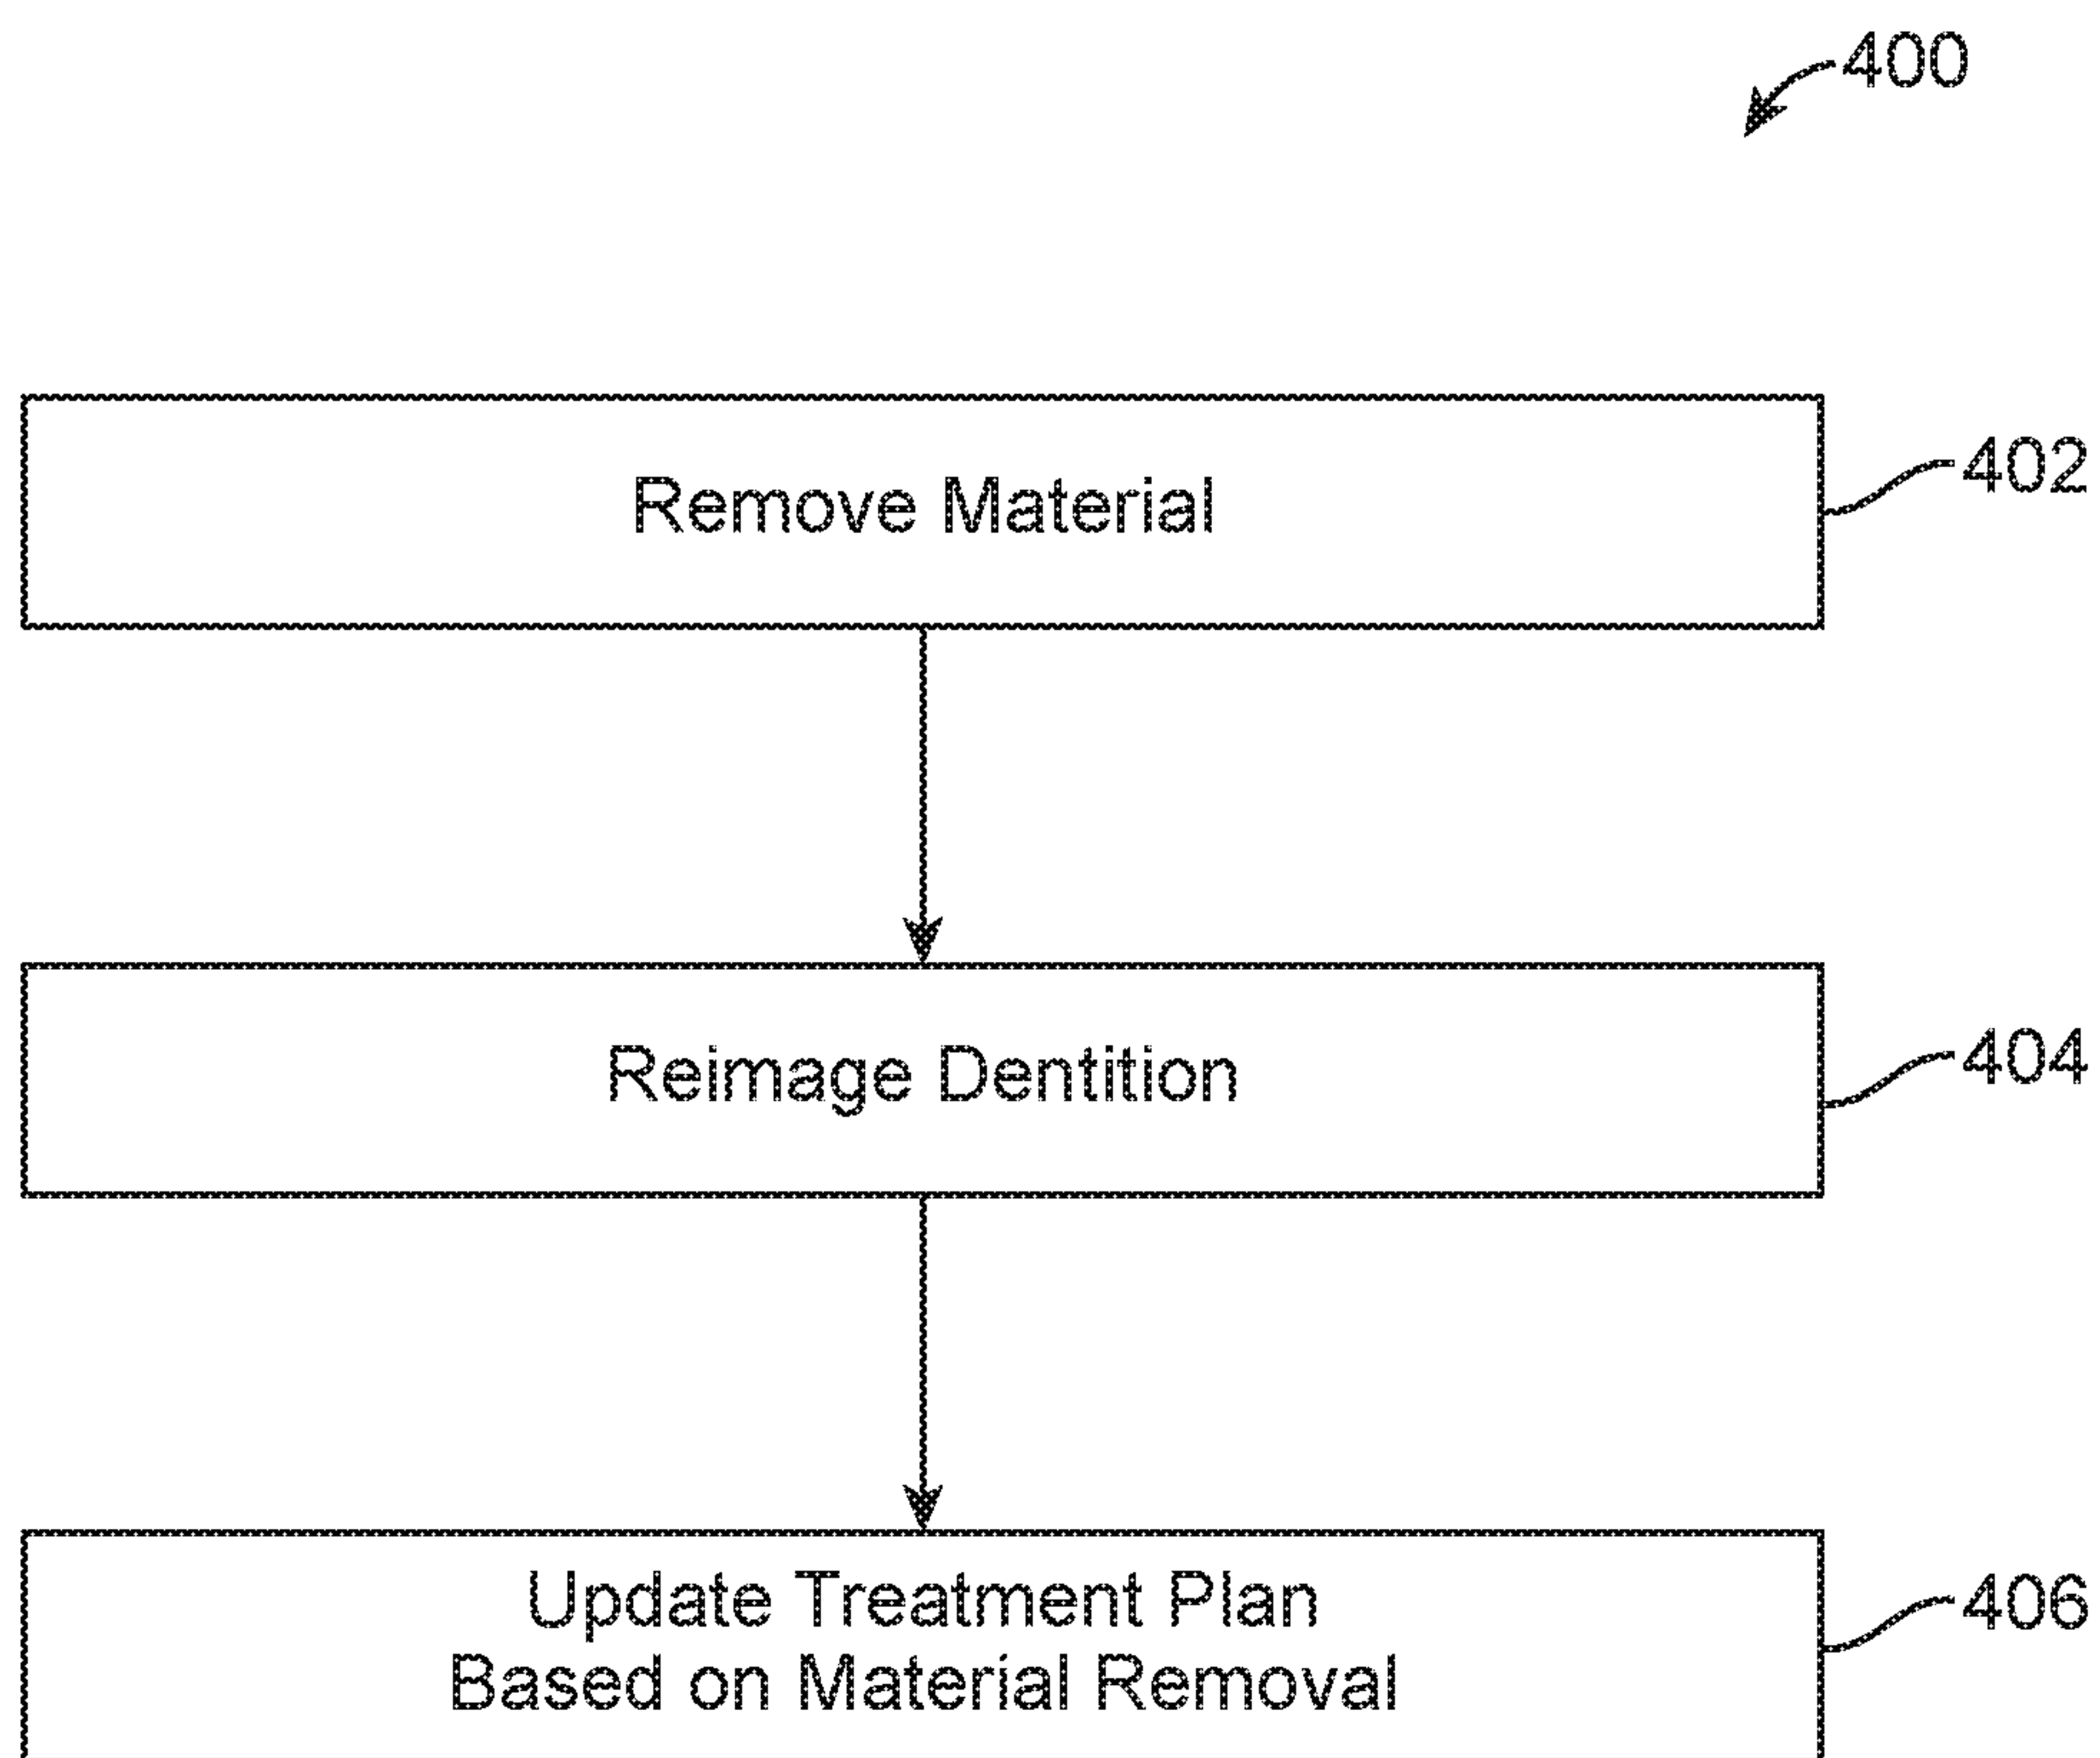 400
Remove Material
402
Reimage Dentition
404
Update Treatment Plan
Based on Material Removal
406